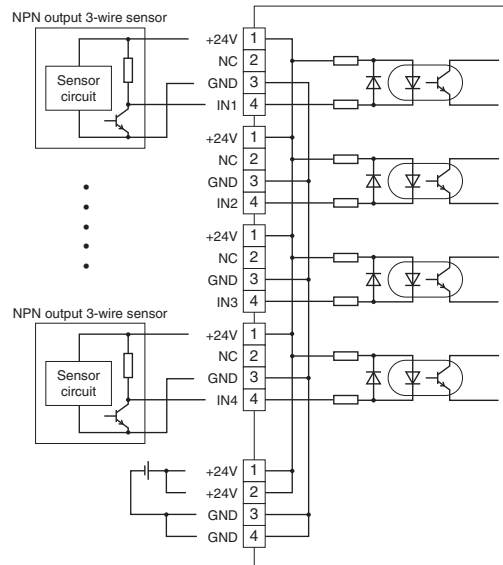 NPN output 3-wire sensor
Sensor
circuit
+24V 1
NC 2
GND 3
IN1 4
+24V 1
NC 2
GND 3
IN2 4
+24V 1
NC 2
GND 3
IN3 4
NPN output 3-wire sensor
Sensor
circuit
+24V 1
NC 2
GND 3
IN4 4
+24V 1
+24V 2
GND 3
GND 4